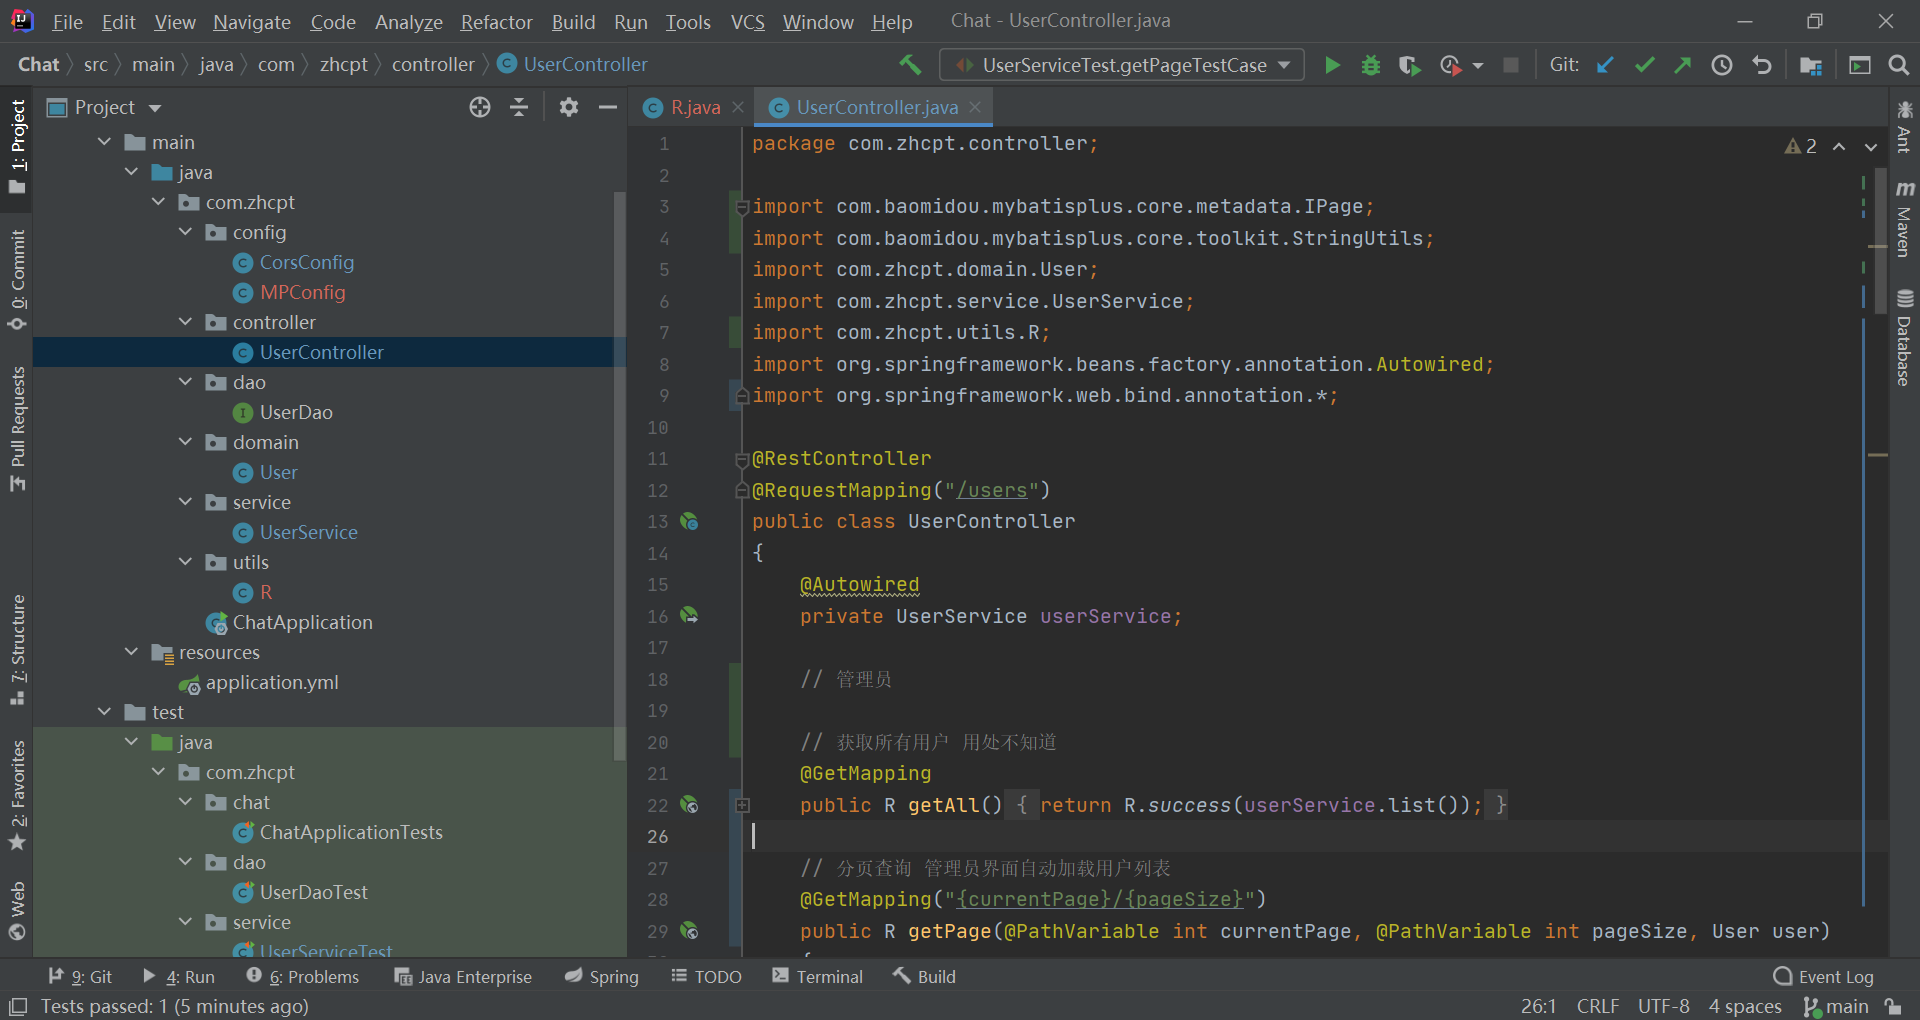 File Edit View Navigate Code Analyze Refactor Build Run Tools VCS Window Help Chat - UserController.java
Chat src main java com zhcpt controller UserController UserServiceTest.getPageTestCase Git:
Project
R.java UserController.java
1: Project
0: Commit
Pull Requests
7: Structure
2: Favorites
Web
main
java
com.zhcpt
config
CorsConfig
MPConfig
controller
UserController
dao
UserDao
domain
User
service
UserService
utils
R
ChatApplication
resources
application.yml
test
java
com.zhcpt
chat
ChatApplicationTests
dao
UserDaoTest
service
UserServiceTest
2
1 package com.zhcpt.controller;
2
3 import com.baomidou.mybatisplus.core.metadata.IPage;
4 import com.baomidou.mybatisplus.core.toolkit.StringUtils;
5 import com.zhcpt.domain.User;
6 import com.zhcpt.service.UserService;
7 import com.zhcpt.utils.R;
8 import org.springframework.beans.factory.annotation.Autowired;
9 import org.springframework.web.bind.annotation.*;
10
11 @RestController
12 @RequestMapping("/users")
13 public class UserController
14 {
15 @Autowired
16 private UserService userService;
17
18 // 管理员
19
20 // 获取所有用户 用处不知道
21 @GetMapping
22 public R getAll() { return R.success(userService.list()); }
26
27 // 分页查询 管理员界面自动加载用户列表
28 @GetMapping("{currentPage}/{pageSize}")
29 public R getPage(@PathVariable int currentPage, @PathVariable int pageSize, User user)
Ant
Maven
Database
9: Git 4: Run 6: Problems Java Enterprise Spring TODO Terminal Build Event Log
Tests passed: 1 (5 minutes ago) 26:1 CRLF UTF-8 4 spaces main